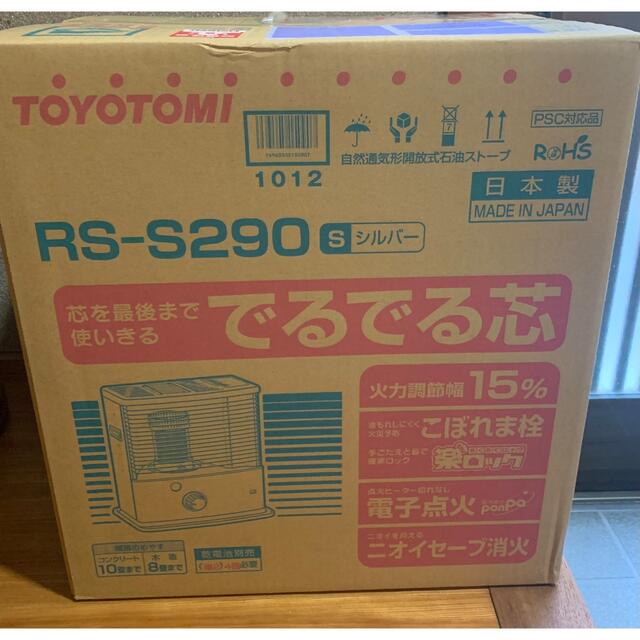 TOYOTOMI
1012
7
自然通気形開放式石油ストーブ
PSC対応品
RoHS
日本製
MADE IN JAPAN
RS-S290 S シルバー
芯を最後まで
使いきる
でるでる芯
火力調節幅 15%
こぼれま栓
楽ロック
電子点火 ponpa
ニオイセーブ消火
コンクリート
10畳まで
木造
8畳まで
乾電池別売